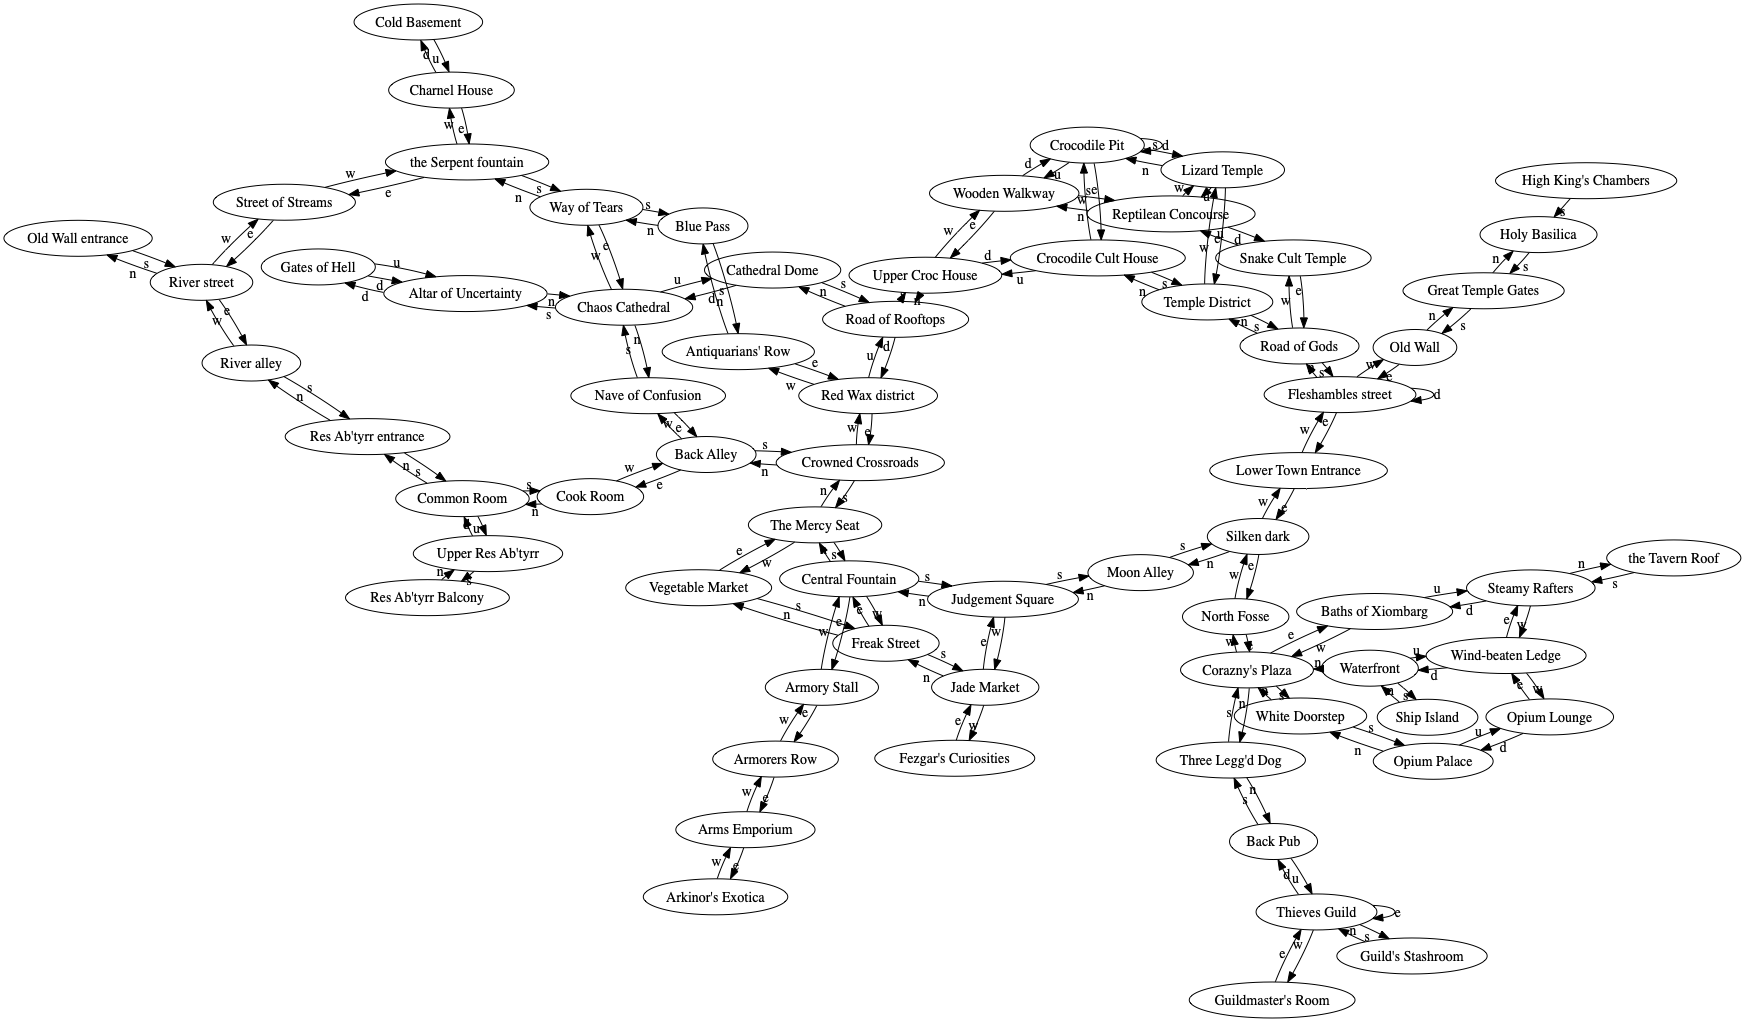 Cold Basement
d u
Charnel House
w e
the Serpent fountain
w
e
s
n
Street of Streams
Way of Tears
s
n
Blue Pass
Old Wall entrance
s
n
w e
River street
Gates of Hell
u
d
d
Altar of Uncertainty
n
s
e
w
Chaos Cathedral
u
d
s
n
Cathedral Dome
s
n
w e
River alley
s
n
Res Ab'tyrr entrance
n s
Common Room
s
n
Cook Room
w
e
Back Alley
s
n
Nave of Confusion
n
s
w e
Antiquarians' Row
e
w
Red Wax district
u d
Road of Rooftops
n
w e
Crowned Crossroads
n s
The Mercy Seat
u
Upper Res Ab'tyrr
n s
Res Ab'tyrr Balcony
e
w
s
Vegetable Market
s
n
Central Fountain
s
n
e w
w e
Freak Street
s
n
Judgement Square
s
n
Moon Alley
s
n
Silken dark
e w
Jade Market
e w
Fezgar's Curiosities
Armory Stall
w e
Armorers Row
w e
Arms Emporium
w e
Arkinor's Exotica
Crocodile Pit
s d
d
u
Lizard Temple
n
Wooden Walkway
s e
w
n
Reptilean Concourse
w
d
u
e
d
w
w e
Upper Croc House
d
u
Crocodile Cult House
s
n
Snake Cult Temple
w e
Temple District
n s
Road of Gods
s
High King's Chambers
s
Holy Basilica
n s
Great Temple Gates
n s
Old Wall
w
e
Fleshambles street
d
w e
Lower Town Entrance
w e
w e
North Fosse
w e
Corazny's Plaza
e
w
n
Baths of Xiombarg
u
d
Steamy Rafters
n
s
the Tavern Roof
e w
Waterfront
u
d
Wind-beaten Ledge
n s
Ship Island
e w
Opium Lounge
s
White Doorstep
s
n
Opium Palace
u
d
s n
Three Legg'd Dog
n
s
Back Pub
d u
Thieves Guild
e
n s
Guild's Stashroom
e w
Guildmaster's Room